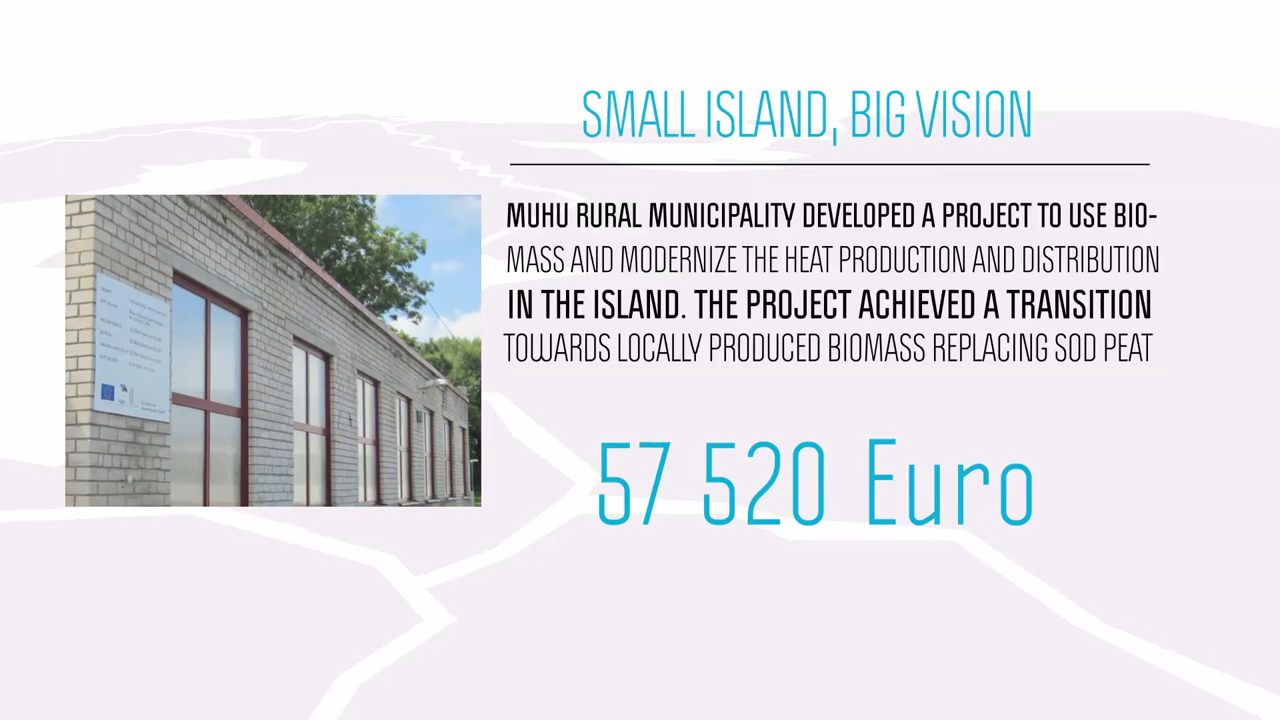 SMALL ISLAND, BIG VISION
MUHU RURAL MUNICIPALITY DEVELOPED A PROJECT TO USE BIO-
MASS AND MODERNIZE THE HEAT PRODUCTION AND DISTRIBUTION
IN THE ISLAND. THE PROJECT ACHIEVED A TRANSITION
TOWARDS LOCALLY PRODUCED BIOMASS REPLACING SOD PEAT
57 520 Euro